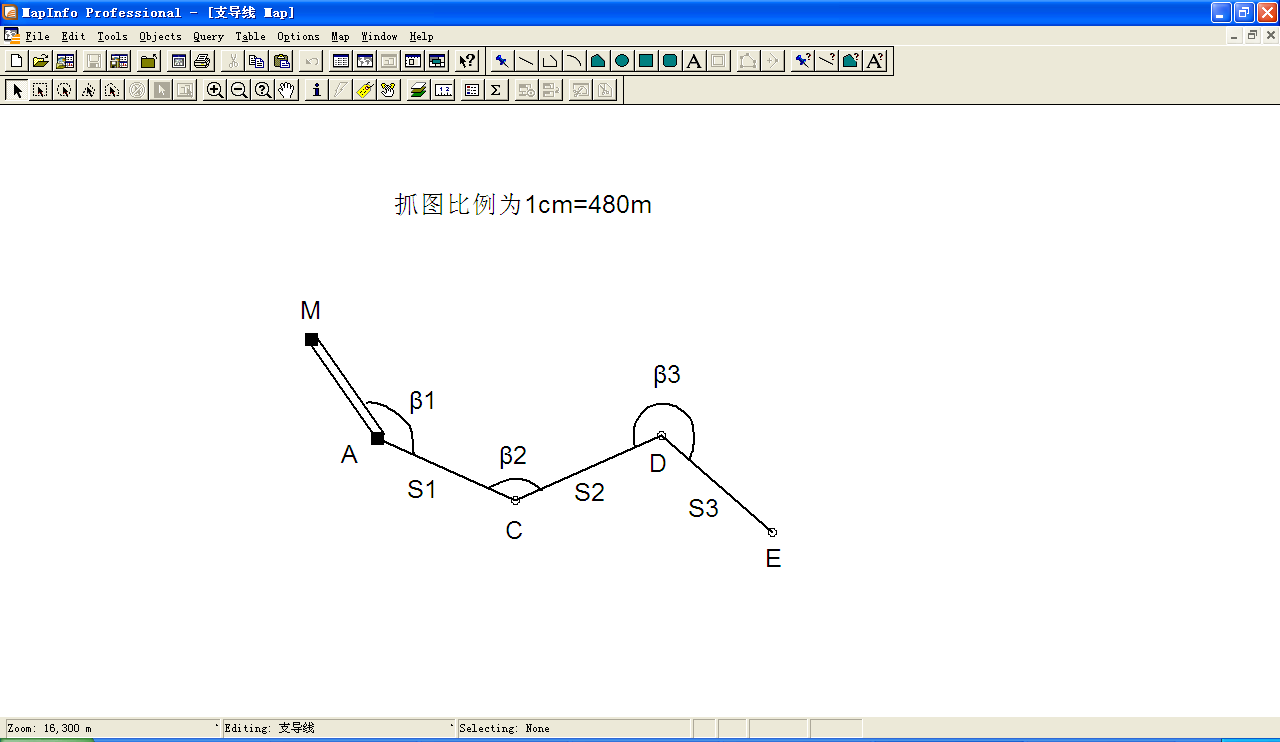 MapInfo Professional - [支导线 Map]
File Edit Tools Objects Query Table Options Map Window Help
抓图比例为1cm=480m
M
β3
β1
A
β2
D
S1
S2
S3
C
E
Zoom: 16,300 m
Editing: 支导线
Selecting: None